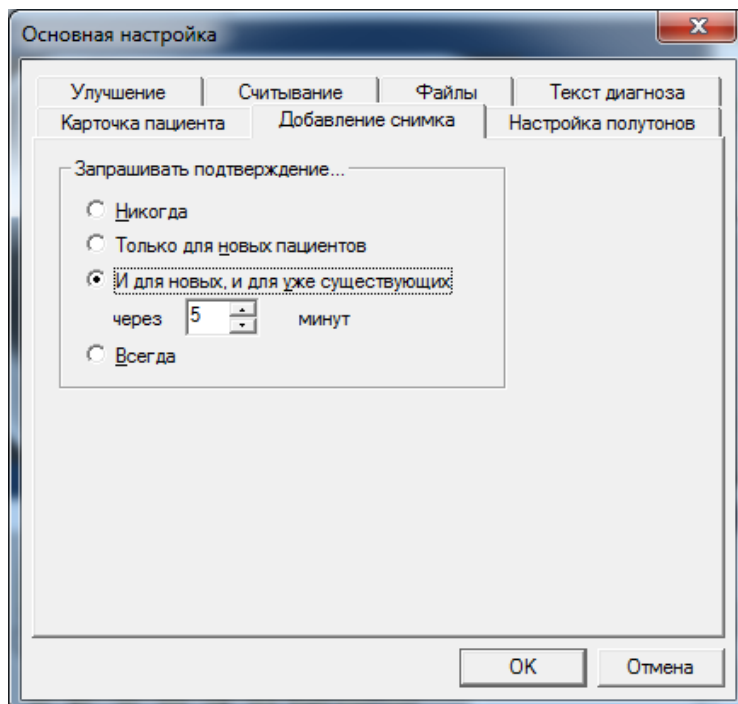 Основная настройка
Улучшение Считывание Файлы Текст диагноза
Карточка пациента Добавление снимка Настройка полутонов
Запрашивать подтверждение...
Никогда
Только для новых пациентов
И для новых, и для уже существующих
через 5 минут
Всегда
OK Отмена